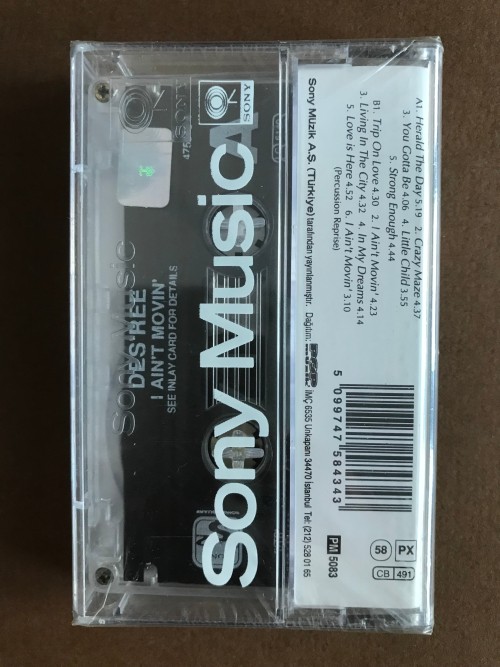 A1. Herald The Day 5.19 2. Crazy Maze 4.37
3. You Gotta Be 4.06 4. Little Child 3.55
5. Strong Enough 4.44
B1. Trip On Love 4.30 2. I Ain't Movin' 4.23
3. Living In The City 4.32 4. In My Dreams 4.14
5. Love is Here 4.52 6. I Ain't Movin' 3.10
(Percussion Reprise)
Sony Müzik A.Ş. (Türkiye) tarafından yayınlanmıştır. Dağıtım: İMÇ 6535 Unkapanı 34470 İstanbul Tel: (212) 528 01 65
5 099747 584343
58 PX
CB 491
PM 5083
SONY
Sony Music
SONY
Sony Music
DES'REE
I AIN'T MOVIN'
SEE INLAY CARD FOR DETAILS